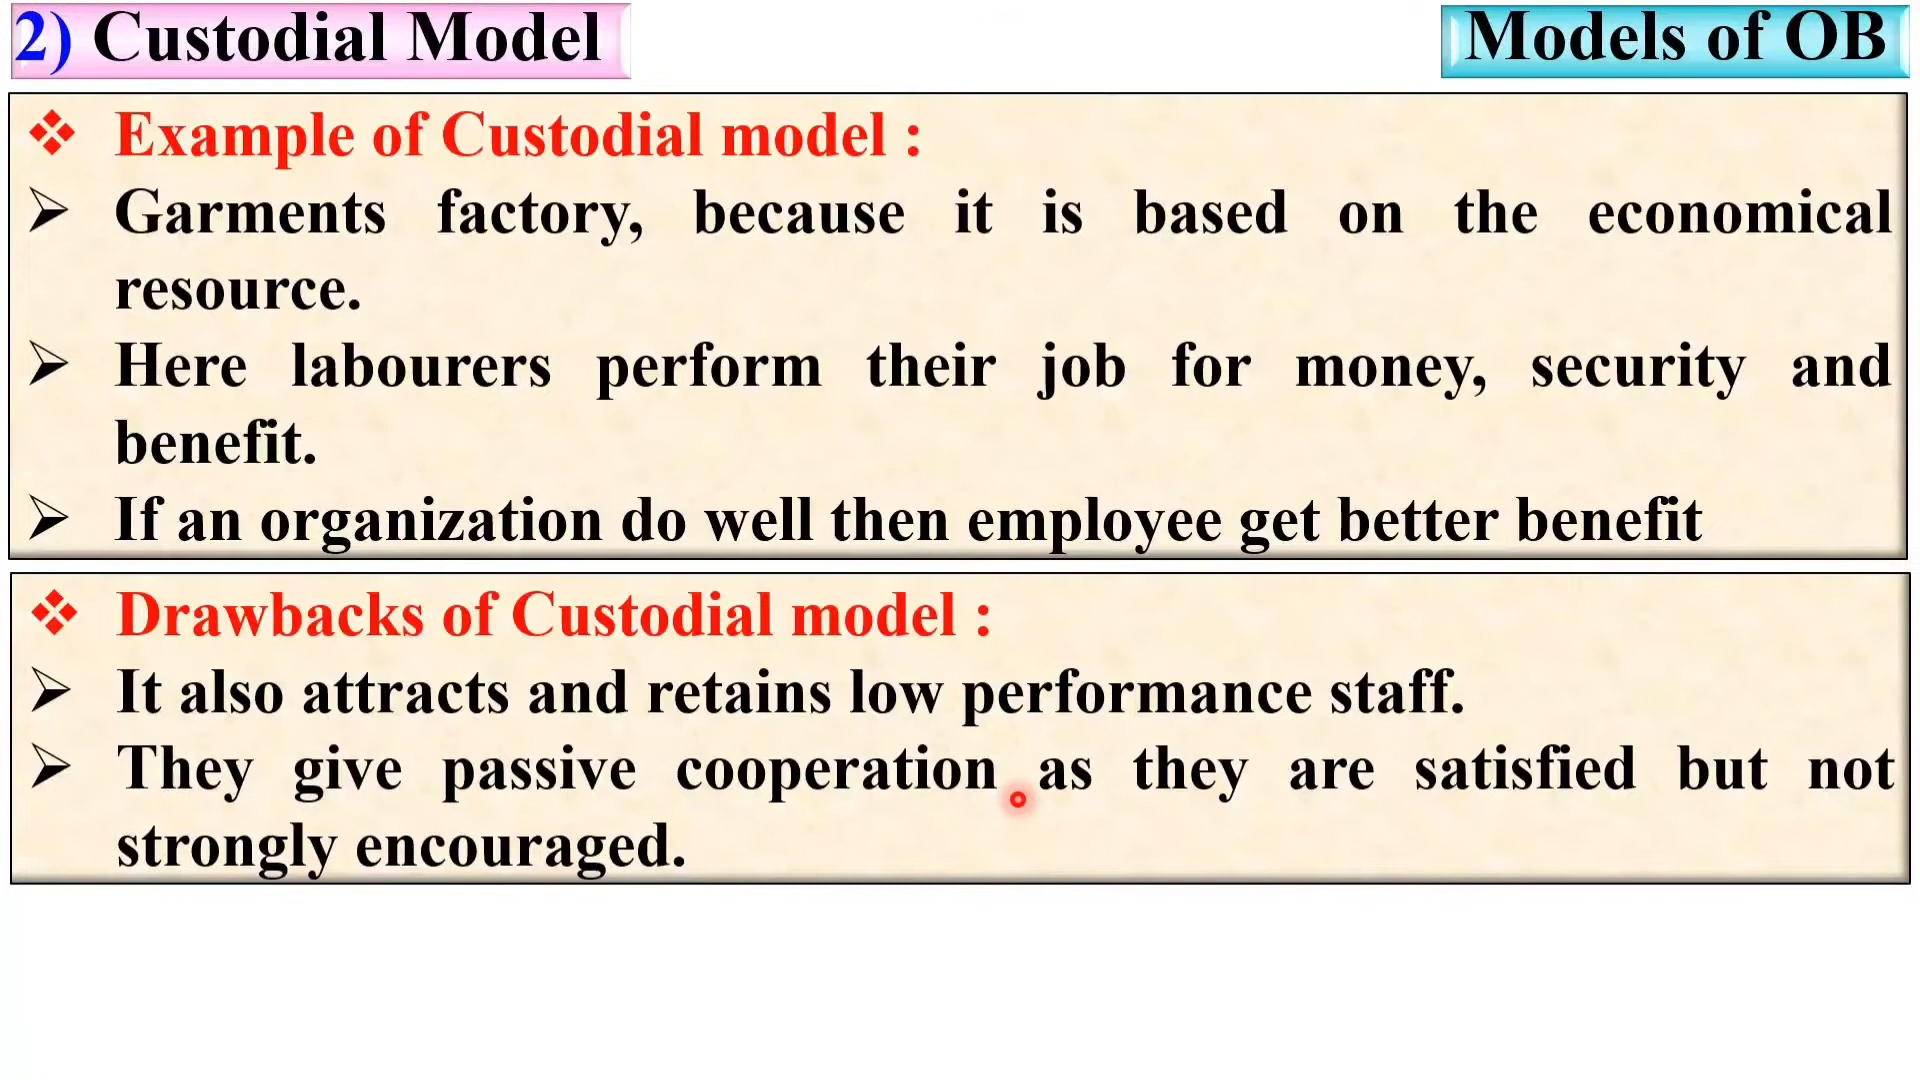 2) Custodial Model
Models of OB
❖ Example of Custodial model :
➢ Garments factory, because it is based on the economical
resource.
➢ Here labourers perform their job for money, security and
benefit.
➢ If an organization do well then employee get better benefit
❖ Drawbacks of Custodial model :
➢ It also attracts and retains low performance staff.
➢ They give passive cooperation as they are satisfied but not
strongly encouraged.